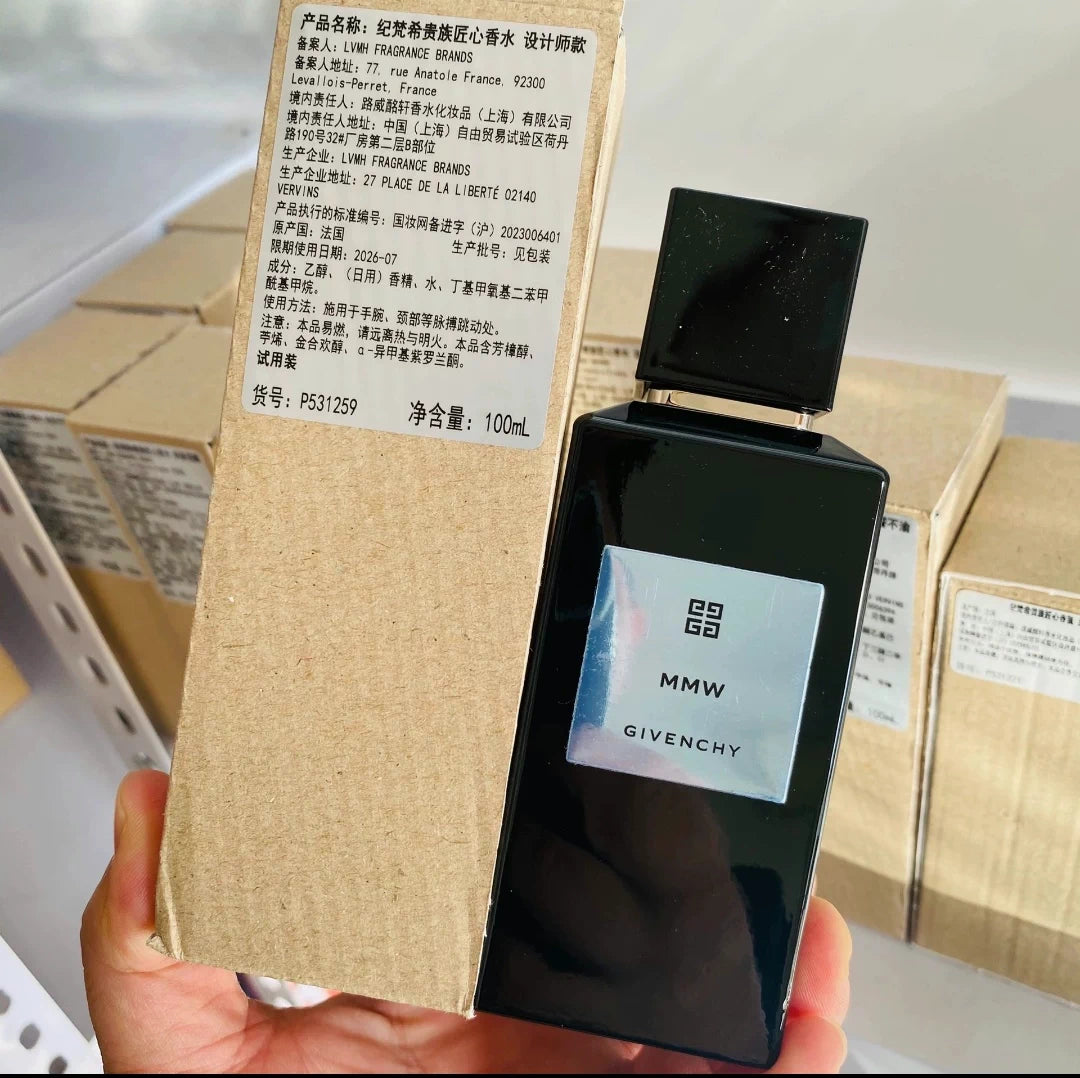 产品名称：纪梵希贵族匠心香水 设计师款
备案人：LVMH FRAGRANCE BRANDS
备案人地址：77, rue Anatole France, 92300
Levallois-Perret, France
境内责任人：路威酩轩香水化妆品（上海）有限公司
境内责任人地址：中国（上海）自由贸易试验区荷丹
路190号32#厂房第二层B部位
生产企业：LVMH FRAGRANCE BRANDS
生产企业地址：27 PLACE DE LA LIBERTÉ 02140
VERVINS
产品执行的标准编号：国妆网备进字（沪）2023006401
原产国：法国 生产批号：见包装
限期使用日期：2026-07
成分：乙醇、（日用）香精、水、丁基甲氧基二苯甲
酰基甲烷。
使用方法：施用于手腕、颈部等脉搏跳动处。
注意：本品易燃，请远离热与明火。本品含芳樟醇、
苧烯、金合欢醇、α-异甲基紫罗兰酮。
试用装
货号：P531259 净含量：100mL
MMW
GIVENCHY
纪梵希贵族匠心香氛
100mL